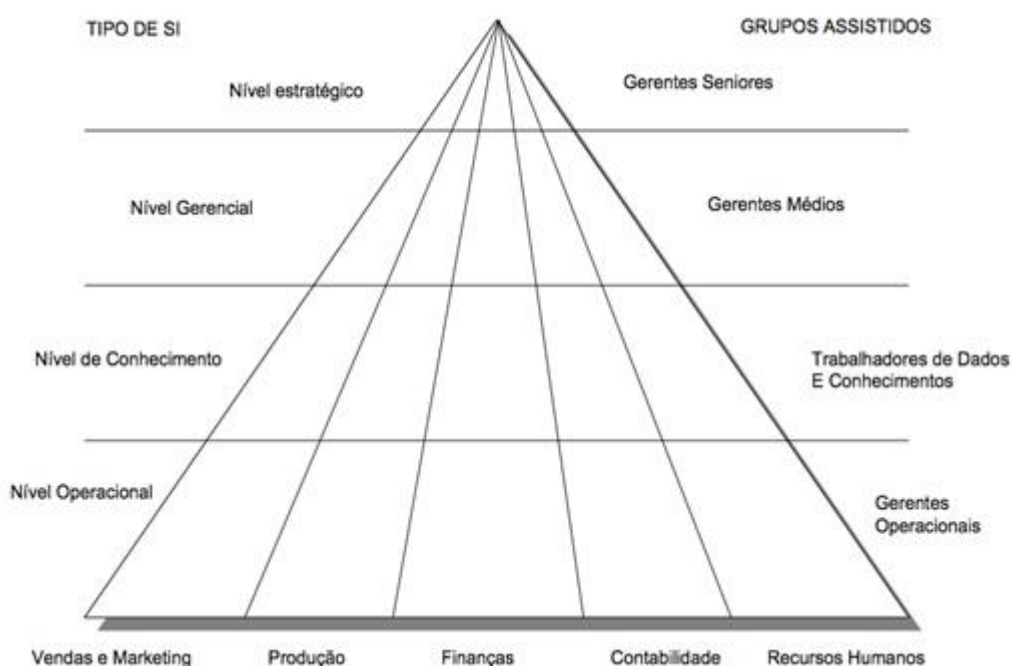 TIPO DE SI
GRUPOS ASSISTIDOS
Nível estratégico
Gerentes Seniores
Nível Gerencial
Gerentes Médios
Nível de Conhecimento
Trabalhadores de Dados
E Conhecimentos
Nível Operacional
Gerentes
Operacionais
Vendas e Marketing
Produção
Finanças
Contabilidade
Recursos Humanos